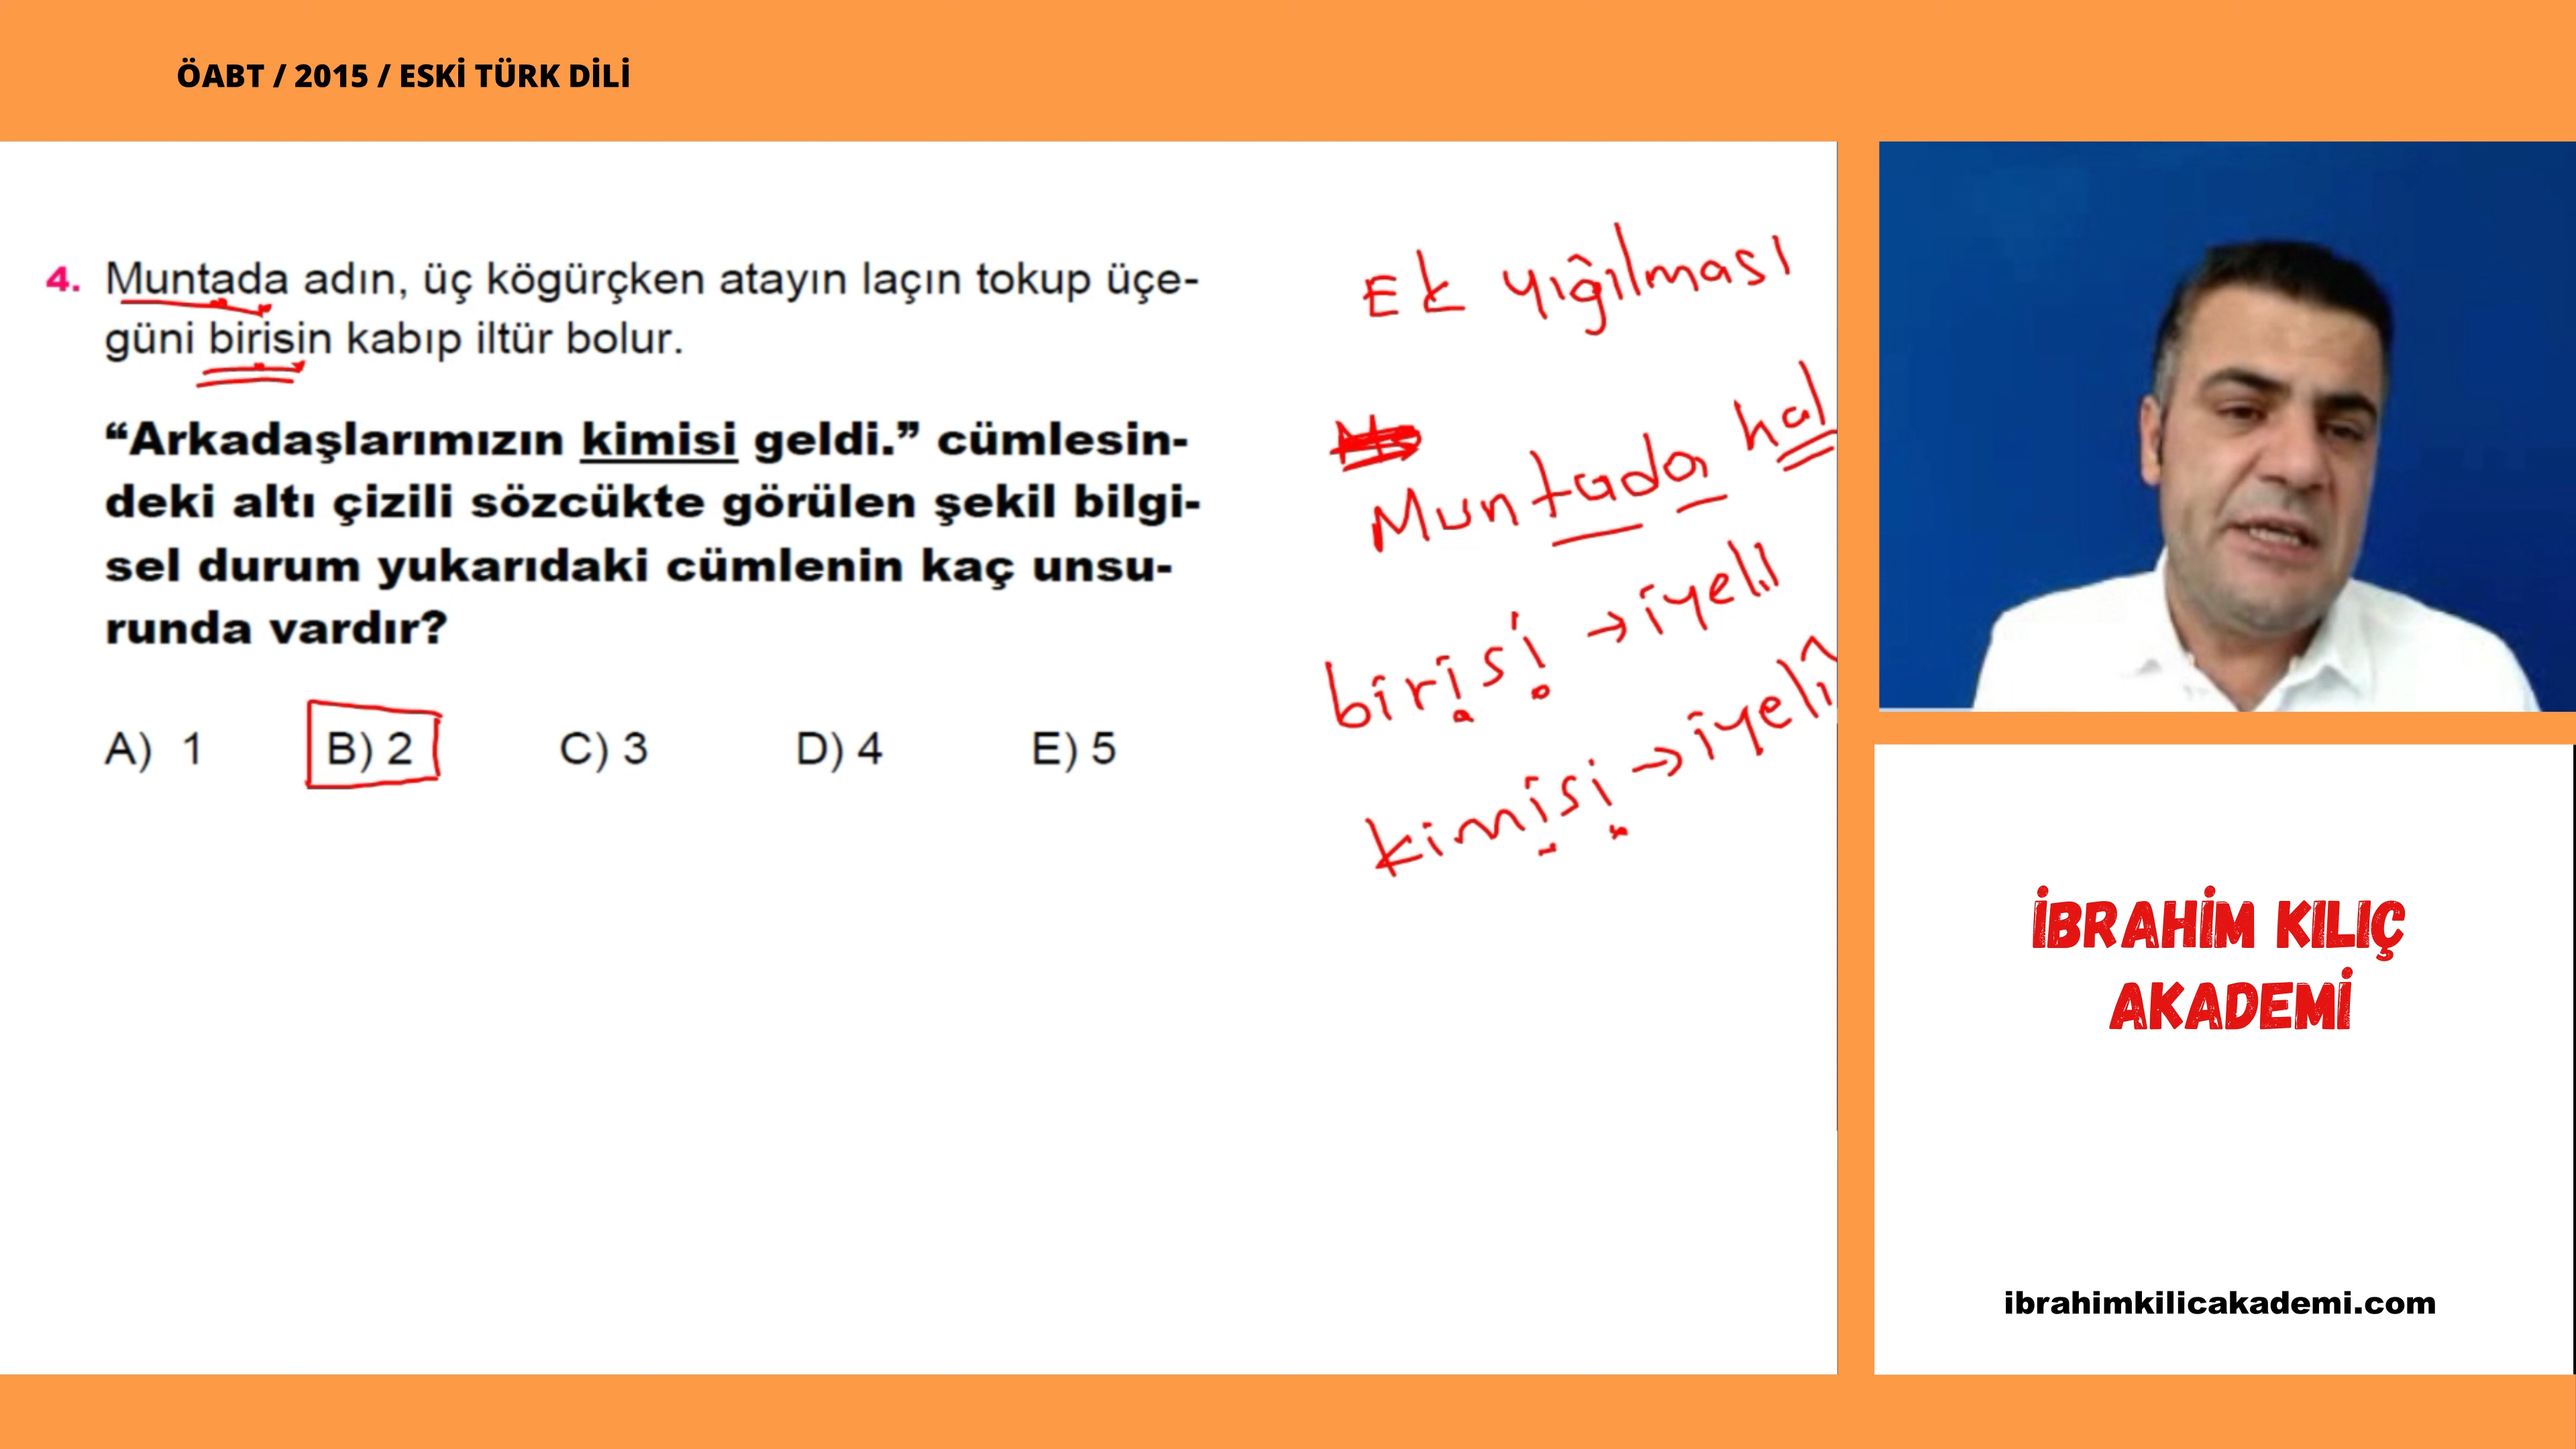 ÖABT / 2015 / ESKİ TÜRK DİLİ
4. Muntada adın, üç kögürçken atayın laçın tokup üçe-
güni birisin kabıp iltür bolur.
“Arkadaşlarımızın kimisi geldi.” cümlesin-
deki altı çizili sözcükte görülen şekil bilgi-
sel durum yukarıdaki cümlenin kaç unsu-
runda vardır?
A) 1 B) 2 C) 3 D) 4 E) 5
Ek yığılması
Muntada hal
birisi → iyeli
kimisi → iyeli
İBRAHİM KILIÇ
AKADEMİ
ibrahimkilicakademi.com